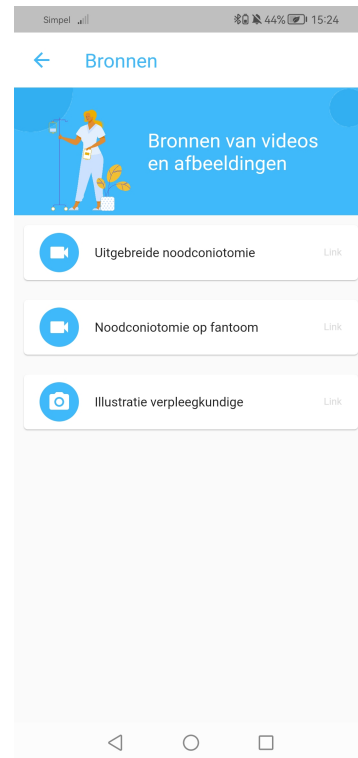 Simpel 44% 15:24
Bronnen
Bronnen van videos
en afbeeldingen
Uitgebreide noodconiotomie Link
Noodconiotomie op fantoom Link
Illustratie verpleegkundige Link